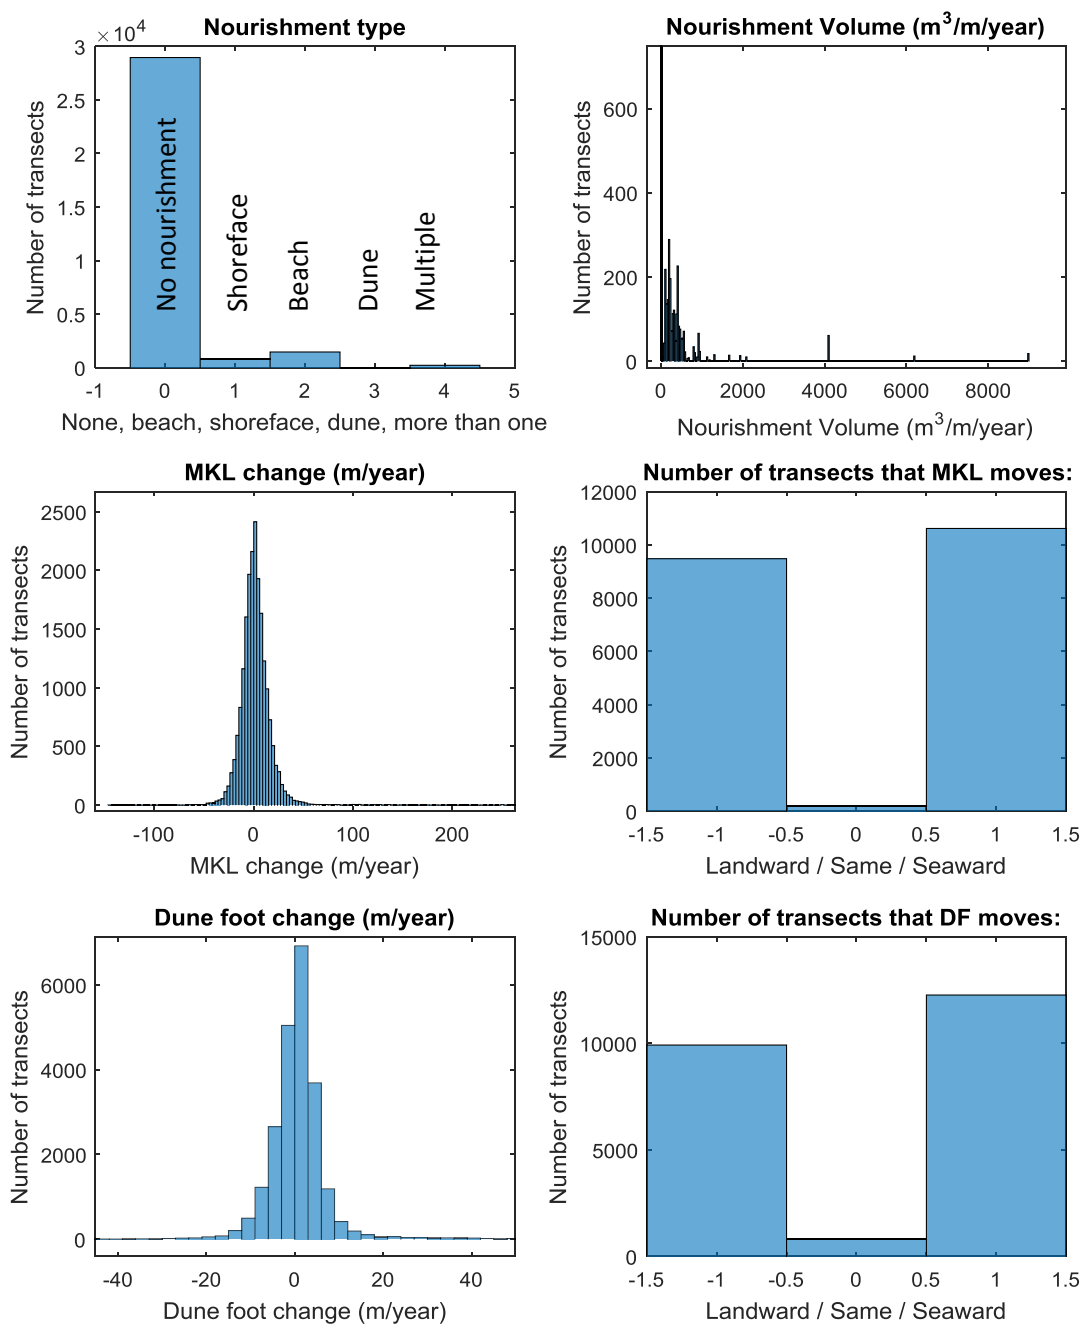 Nourishment type
×10⁴
3
2.5
2
1.5
1
0.5
0
Number of transects
No nourishment
Shoreface
Beach
Dune
Multiple
-1 0 1 2 3 4 5
None, beach, shoreface, dune, more than one
Nourishment Volume (m³/m/year)
600
400
200
0
Number of transects
0 2000 4000 6000 8000
Nourishment Volume (m³/m/year)
MKL change (m/year)
2500
2000
1500
1000
500
0
Number of transects
-100 0 100 200
MKL change (m/year)
Number of transects that MKL moves:
12000
10000
8000
6000
4000
2000
0
Number of transects
-1.5 -1 -0.5 0 0.5 1 1.5
Landward / Same / Seaward
Dune foot change (m/year)
6000
4000
2000
0
Number of transects
-40 -20 0 20 40
Dune foot change (m/year)
Number of transects that DF moves:
15000
10000
5000
0
Number of transects
-1.5 -1 -0.5 0 0.5 1 1.5
Landward / Same / Seaward